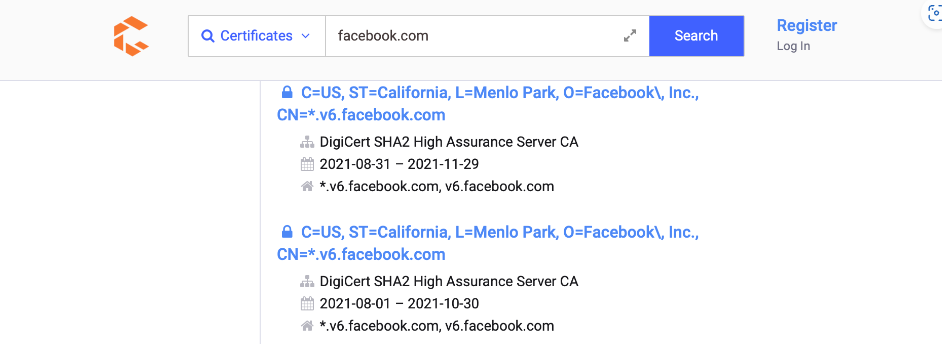 Certificates facebook.com Search Register
Log In
C=US, ST=California, L=Menlo Park, O=Facebook\, Inc.,
CN=*.v6.facebook.com
DigiCert SHA2 High Assurance Server CA
2021-08-31 – 2021-11-29
*.v6.facebook.com, v6.facebook.com
C=US, ST=California, L=Menlo Park, O=Facebook\, Inc.,
CN=*.v6.facebook.com
DigiCert SHA2 High Assurance Server CA
2021-08-01 – 2021-10-30
*.v6.facebook.com, v6.facebook.com